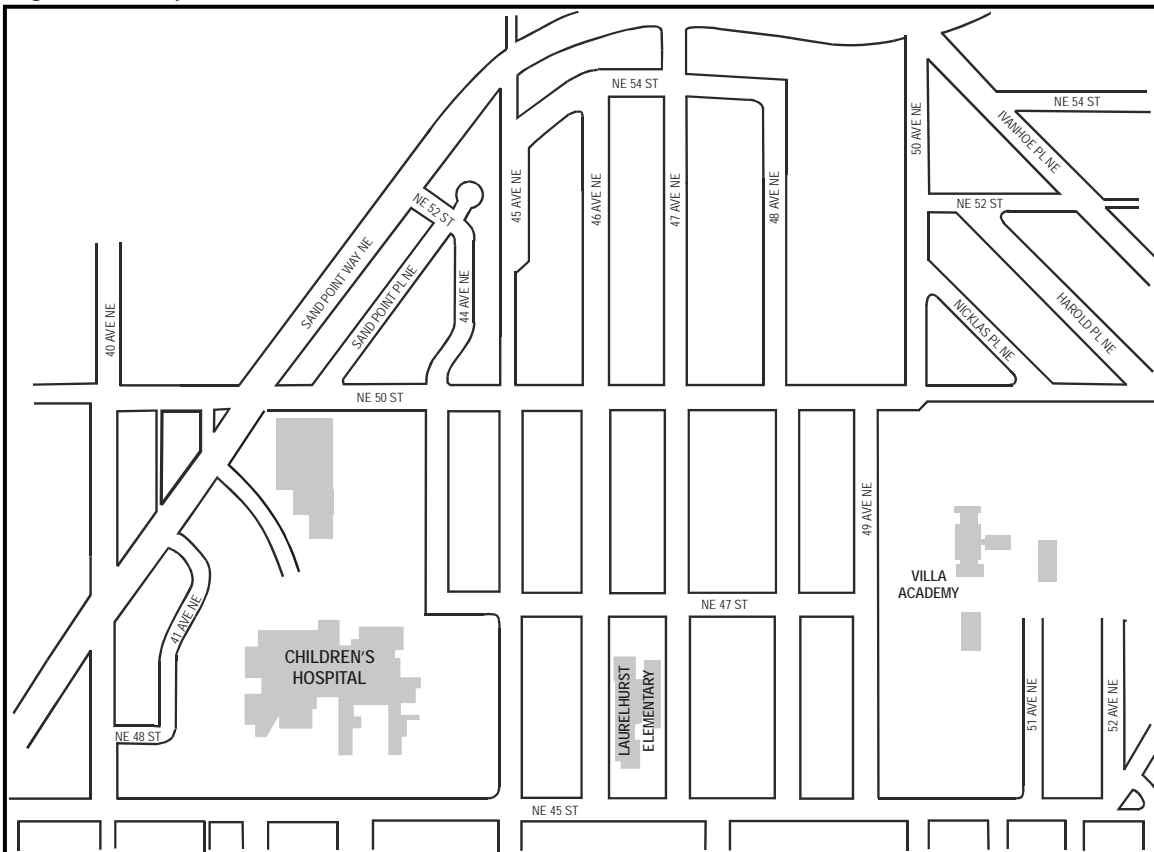 NE 54 ST
NE 54 ST
50 AVE NE
IVANHOE PL NE
NE 52 ST
45 AVE NE
46 AVE NE
47 AVE NE
48 AVE NE
NE 52 ST
SAND POINT WAY NE
SAND POINT PL NE
44 AVE NE
40 AVE NE
NICKLAS PL NE
HAROLD PL NE
NE 50 ST
49 AVE NE
VILLA
ACADEMY
NE 47 ST
41 AVE NE
CHILDREN'S
HOSPITAL
LAURELHURST
ELEMENTARY
51 AVE NE
52 AVE NE
NE 48 ST
NE 45 ST